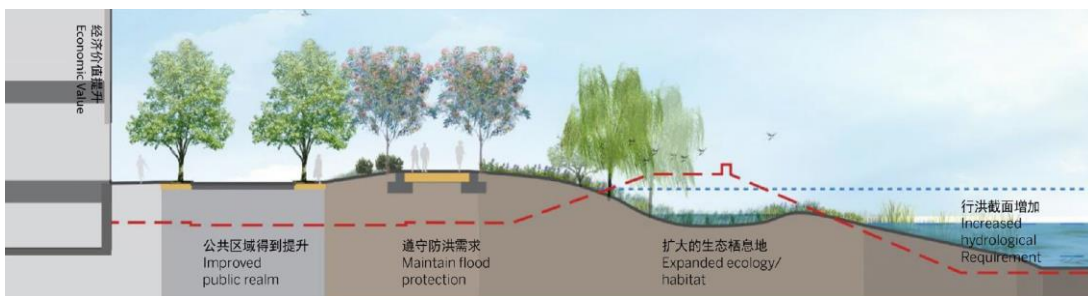 经济价值提升
Economic Value
公共区域得到提升
Improved
public realm
遵守防洪需求
Maintain flood
protection
扩大的生态栖息地
Expanded ecology/
habitat
行洪截面增加
Increased
hydrological
Requirement